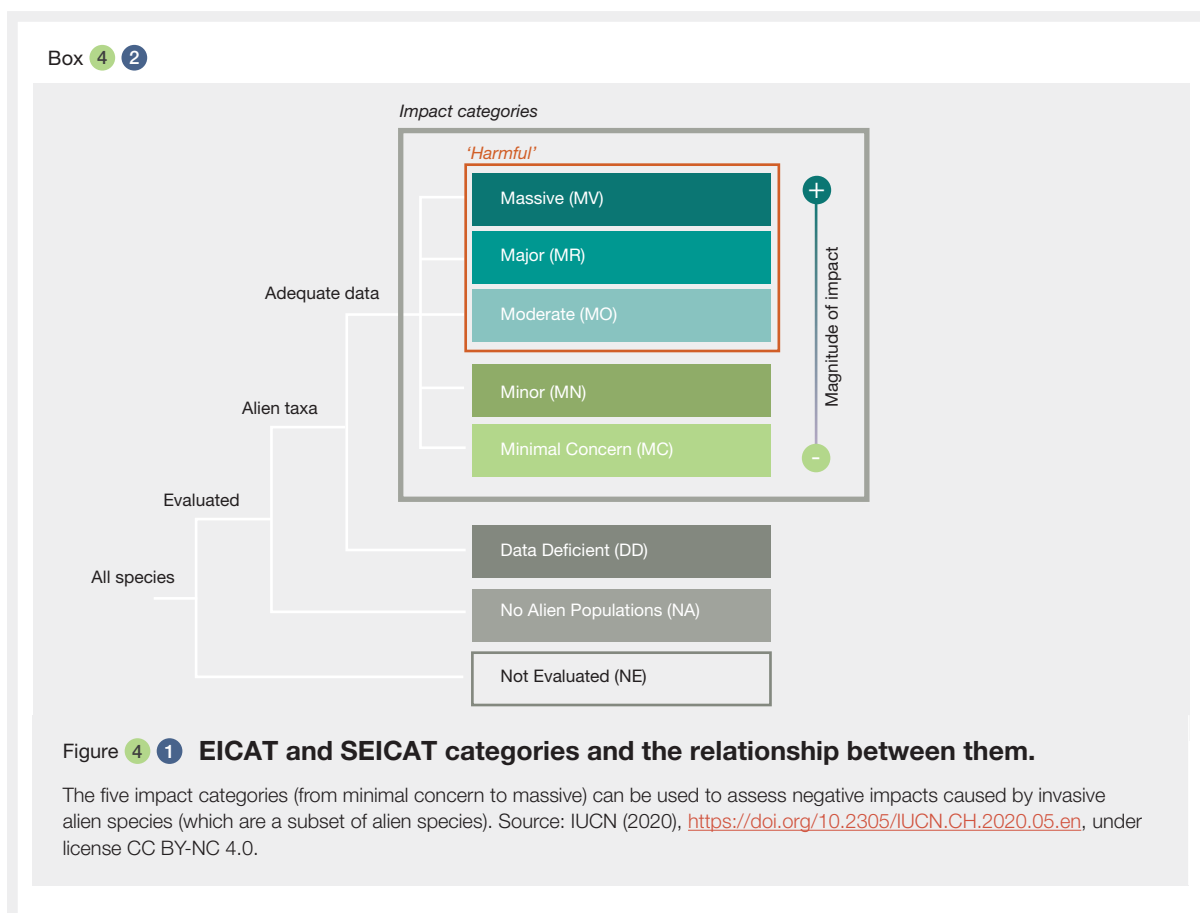 Box 4 2
Impact categories
'Harmful'
Massive (MV)
+
Major (MR)
Adequate data
Moderate (MO)
Magnitude of impact
Minor (MN)
Alien taxa
Minimal Concern (MC)
-
Evaluated
Data Deficient (DD)
All species
No Alien Populations (NA)
Not Evaluated (NE)
Figure 4 1 EICAT and SEICAT categories and the relationship between them.
The five impact categories (from minimal concern to massive) can be used to assess negative impacts caused by invasive
alien species (which are a subset of alien species). Source: IUCN (2020), https://doi.org/10.2305/IUCN.CH.2020.05.en, under
license CC BY-NC 4.0.